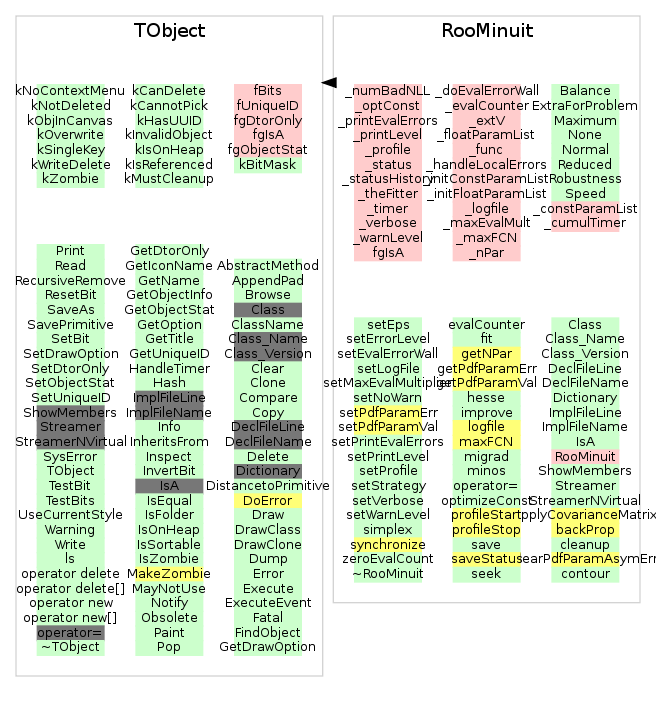 TObject
kNoContextMenu
kNotDeleted
kObjInCanvas
kOverwrite
kSingleKey
kWriteDelete
kZombie
kCanDelete
kCannotPick
kHasUUID
kInvalidObject
kIsOnHeap
kIsReferenced
kMustCleanup
fBits
fUniqueID
fgDtorOnly
fgIsA
fgObjectStat
kBitMask
Print
Read
RecursiveRemove
ResetBit
SaveAs
SavePrimitive
SetBit
SetDrawOption
SetDtorOnly
SetObjectStat
SetUniqueID
ShowMembers
Streamer
StreamerNVirtual
SysError
TObject
TestBit
TestBits
UseCurrentStyle
Warning
Write
ls
operator delete
operator delete[]
operator new
operator new[]
operator=
~TObject
GetDtorOnly
GetIconName
GetName
GetObjectInfo
GetObjectStat
GetOption
GetTitle
GetUniqueID
HandleTimer
Hash
ImplFileLine
ImplFileName
Info
InheritsFrom
Inspect
InvertBit
IsA
IsEqual
IsFolder
IsOnHeap
IsSortable
IsZombie
MakeZombie
MayNotUse
Notify
Obsolete
Paint
Pop
AbstractMethod
AppendPad
Browse
Class
ClassName
Class_Name
Class_Version
Clear
Clone
Compare
Copy
DeclFileLine
DeclFileName
Delete
Dictionary
DistancetoPrimitive
DoError
Draw
DrawClass
DrawClone
Dump
Error
Execute
ExecuteEvent
Fatal
FindObject
GetDrawOption
RooMinuit
_numBadNLL
_optConst
_printEvalErrors
_printLevel
_profile
_status
_statusHistory
_theFitter
_timer
_verbose
_warnLevel
fgIsA
_doEvalErrorWall
_evalCounter
_extV
_floatParamList
_func
_handleLocalErrors
_initConstParamList
_initFloatParamList
_logfile
_maxEvalMult
_maxFCN
_nPar
Balance
ExtraForProblem
Maximum
None
Normal
Reduced
Robustness
Speed
_constParamList
_cumulTimer
setEps
setErrorLevel
setEvalErrorWall
setLogFile
setMaxEvalMultiplier
setNoWarn
setPdfParamErr
setPdfParamVal
setPrintEvalErrors
setPrintLevel
setProfile
setStrategy
setVerbose
setWarnLevel
simplex
synchronize
zeroEvalCount
~RooMinuit
evalCounter
fit
getNPar
getPdfParamErr
getPdfParamVal
hesse
improve
logfile
maxFCN
migrad
minos
operator=
optimizeConst
profileStart
profileStop
save
saveStatus
seek
Class
Class_Name
Class_Version
DeclFileLine
DeclFileName
Dictionary
ImplFileLine
ImplFileName
IsA
RooMinuit
ShowMembers
Streamer
StreamerNVirtual
pplyCovarianceMatrix
backProp
cleanup
earPdfParamAsymErr
contour